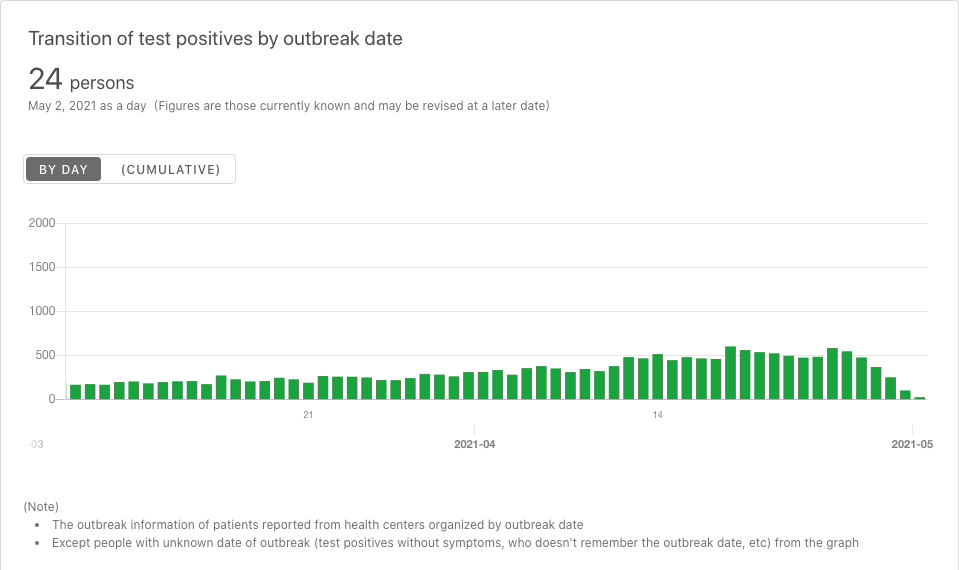 Transition of test positives by outbreak date
24 persons
May 2, 2021 as a day (Figures are those currently known and may be revised at a later date)
BY DAY (CUMULATIVE)
2000
1500
1000
500
0
21 14
-03 2021-04 2021-05
(Note)
• The outbreak information of patients reported from health centers organized by outbreak date
• Except people with unknown date of outbreak (test positives without symptoms, who doesn't remember the outbreak date, etc) from the graph